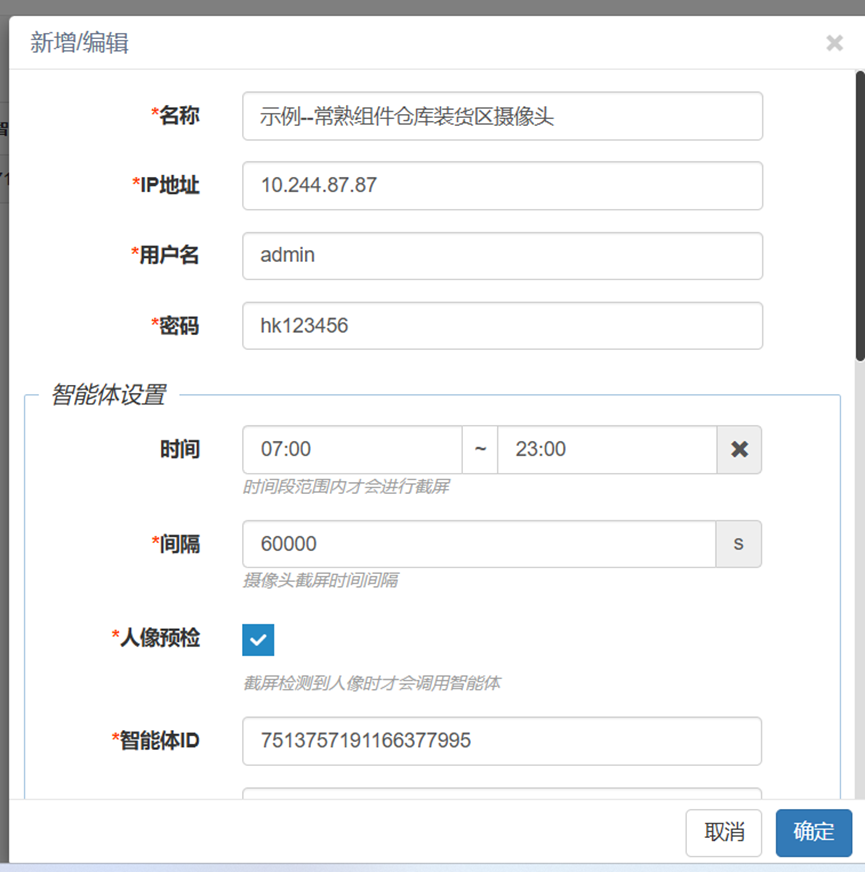 新增/编辑
*名称 示例--常熟组件仓库装货区摄像头
*IP地址 10.244.87.87
*用户名 admin
*密码 hk123456
智能体设置
时间 07:00 ~ 23:00
时间段范围内才会进行截屏
*间隔 60000 s
摄像头截屏时间间隔
*人像预检
截屏检测到人像时才会调用智能体
*智能体ID 7513757191166377995
取消 确定